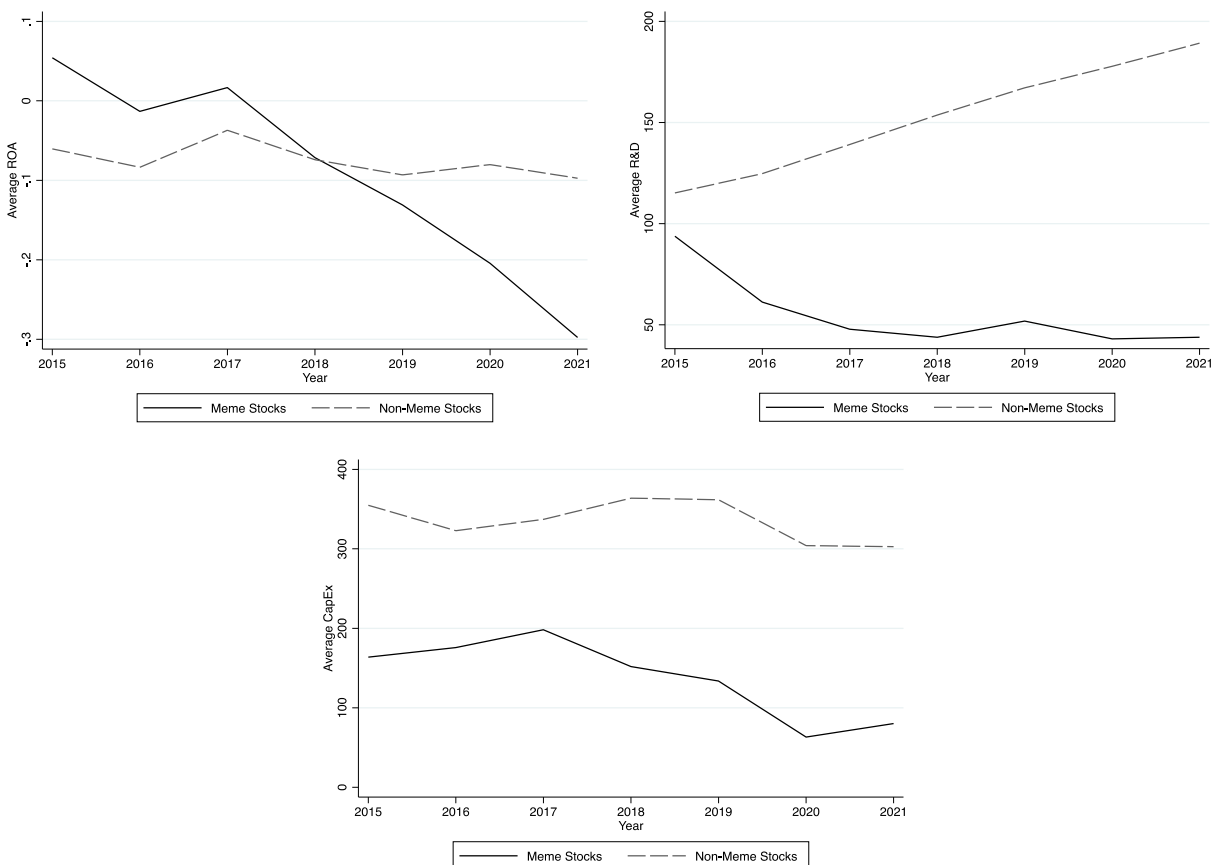 Average ROA
.1
0
-.1
-.2
-.3
2015 2016 2017 2018 2019 2020 2021
Year
Meme Stocks Non-Meme Stocks
Average R&D
200
150
100
50
2015 2016 2017 2018 2019 2020 2021
Year
Meme Stocks Non-Meme Stocks
Average CapEx
400
300
200
100
0
2015 2016 2017 2018 2019 2020 2021
Year
Meme Stocks Non-Meme Stocks